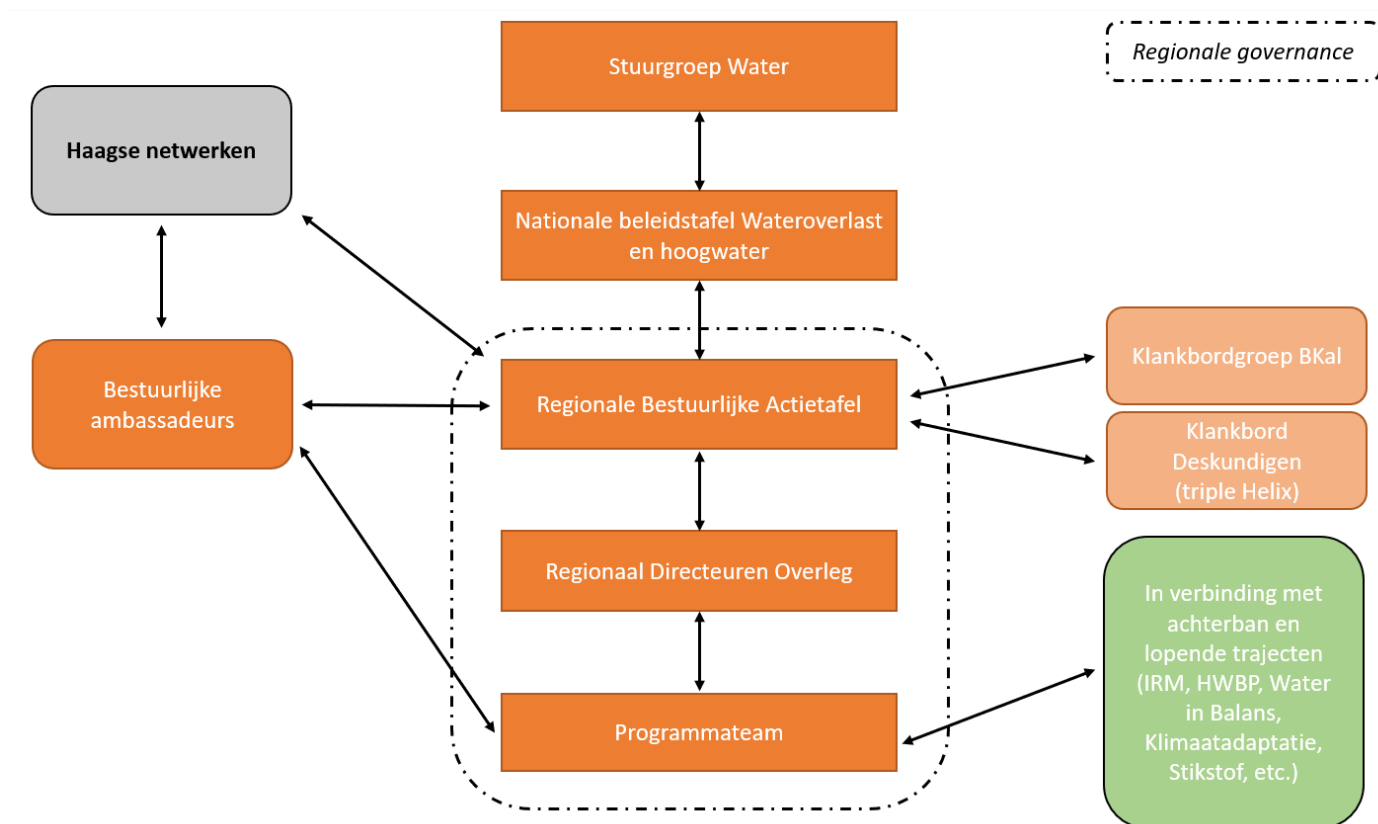 Stuurgroep Water
Regionale governance
Haagse netwerken
Nationale beleidstafel Wateroverlast
en hoogwater
Bestuurlijke
ambassadeurs
Regionale Bestuurlijke Actietafel
Klankbordgroep BKal
Klankbord
Deskundigen
(triple Helix)
Regionaal Directeuren Overleg
In verbinding met
achterban en
lopende trajecten
(IRM, HWBP, Water
in Balans,
Klimaatadaptatie,
Stikstof, etc.)
Programmateam